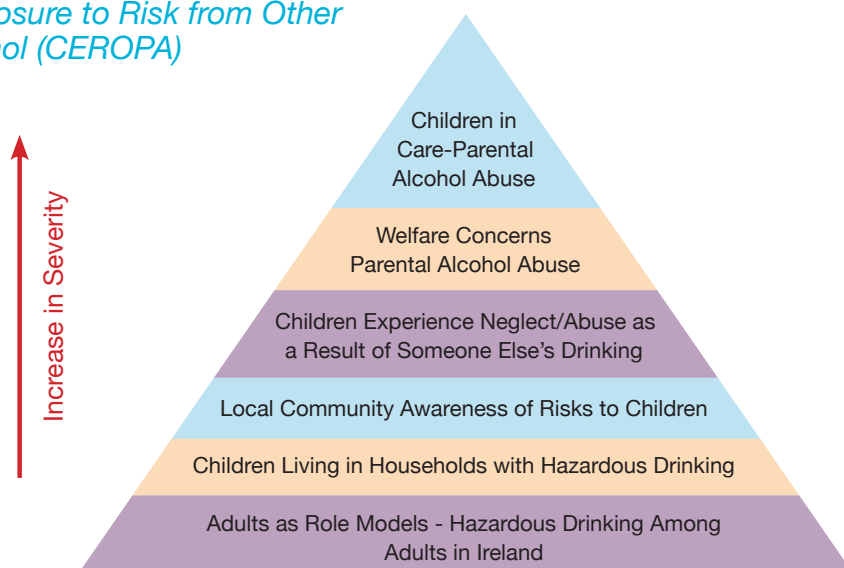 osure to Risk from Other
ol (CEROPA)
Increase in Severity
Children in
Care-Parental
Alcohol Abuse
Welfare Concerns
Parental Alcohol Abuse
Children Experience Neglect/Abuse as
a Result of Someone Else’s Drinking
Local Community Awareness of Risks to Children
Children Living in Households with Hazardous Drinking
Adults as Role Models - Hazardous Drinking Among
Adults in Ireland